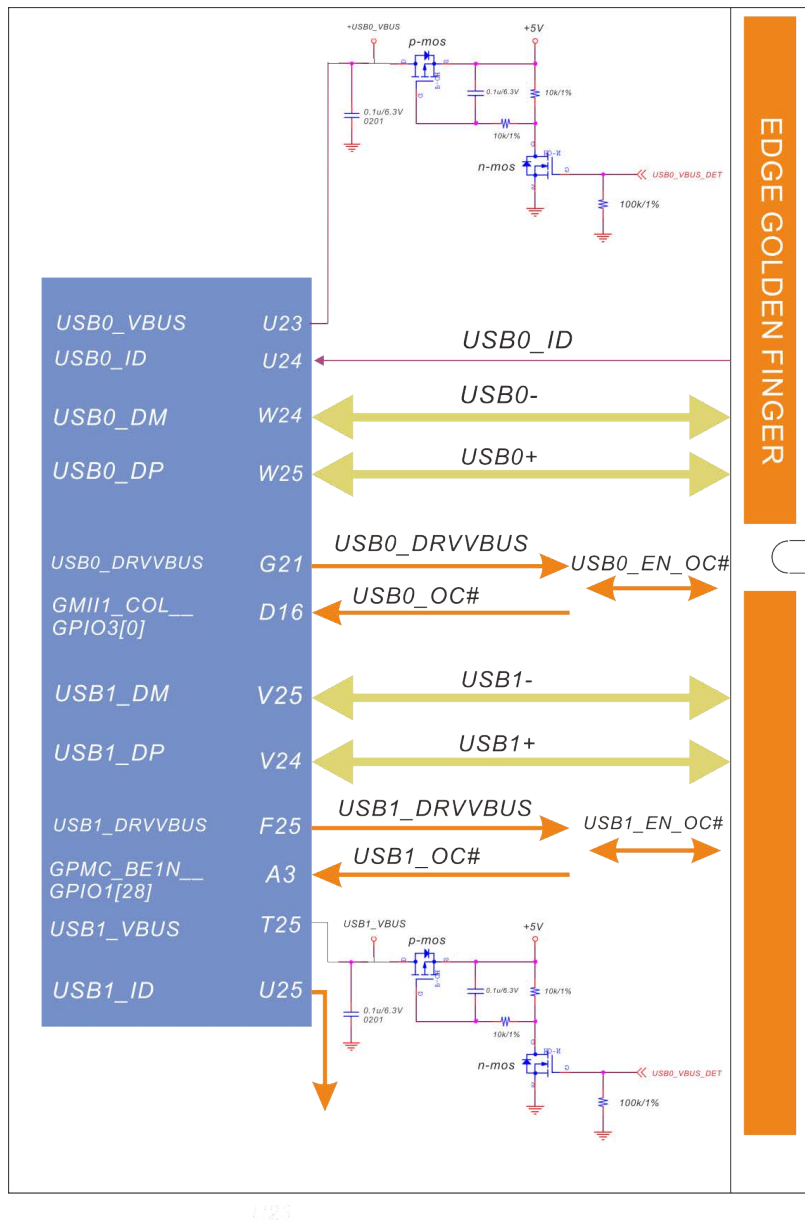 +USB0_VBUS
p-mos
+5V
0.1u/6.3V
0201
0.1u/6.3V
10k/1%
10k/1%
n-mos
USB0_VBUS_DET
100k/1%
EDGE GOLDEN FINGER
USB0_VBUS U23
USB0_ID U24 USB0_ID
USB0_DM W24 USB0-
USB0_DP W25 USB0+
USB0_DRVVBUS G21 USB0_DRVVBUS USB0_EN_OC#
GMII1_COL__
GPIO3[0] D16 USB0_OC#
USB1_DM V25 USB1-
USB1_DP V24 USB1+
USB1_DRVVBUS F25 USB1_DRVVBUS USB1_EN_OC#
GPMC_BE1N__
GPIO1[28] A3 USB1_OC#
USB1_VBUS T25
USB1_ID U25
USB1_VBUS
p-mos
+5V
0.1u/6.3V
0201
0.1u/6.3V
10k/1%
10k/1%
n-mos
USB0_VBUS_DET
100k/1%